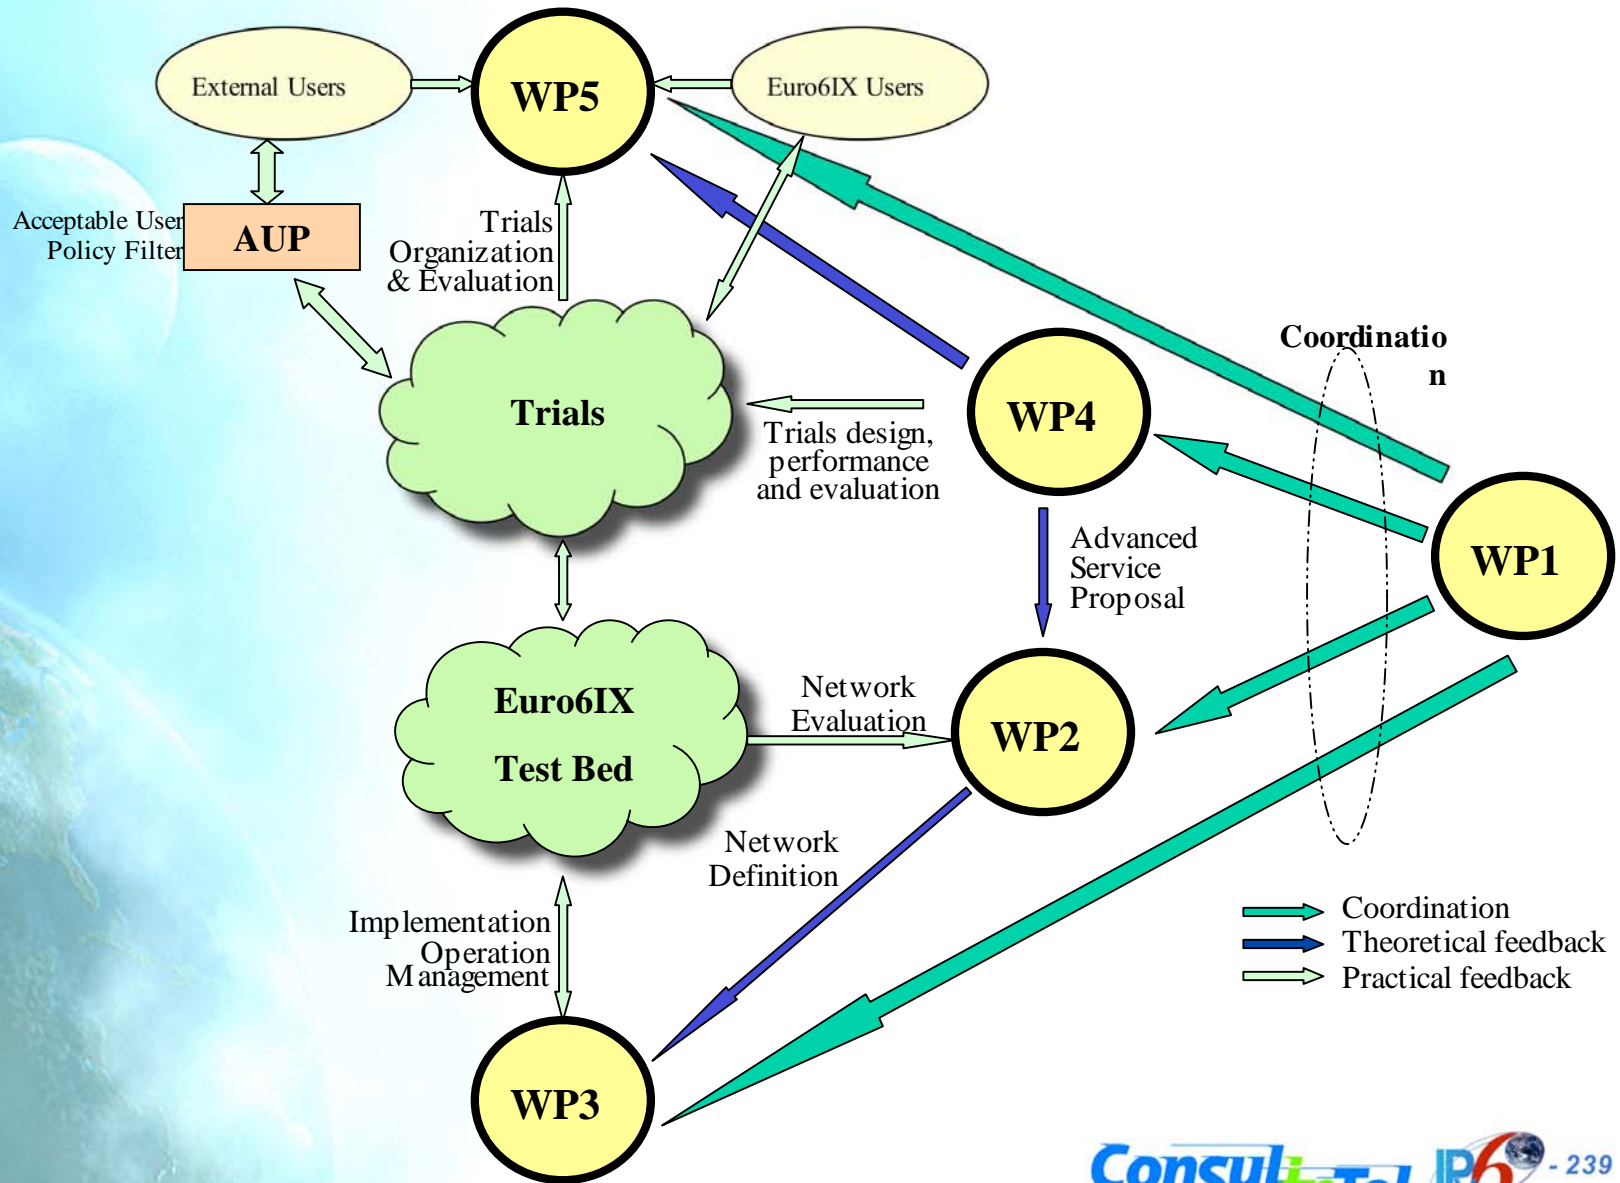 External Users
WP5
Euro6IX Users
Acceptable User
Policy Filter
AUP
Trials
Organization
& Evaluation
Coordinatio
n
Trials
WP4
Trials design,
performance
and evaluation
WP1
Advanced
Service
Proposal
Euro6IX
Test Bed
Network
Evaluation
WP2
Network
Definition
Implementation
Operation
Management
Coordination
Theoretical feedback
Practical feedback
WP3
ConsulinTel IPv6 - 239